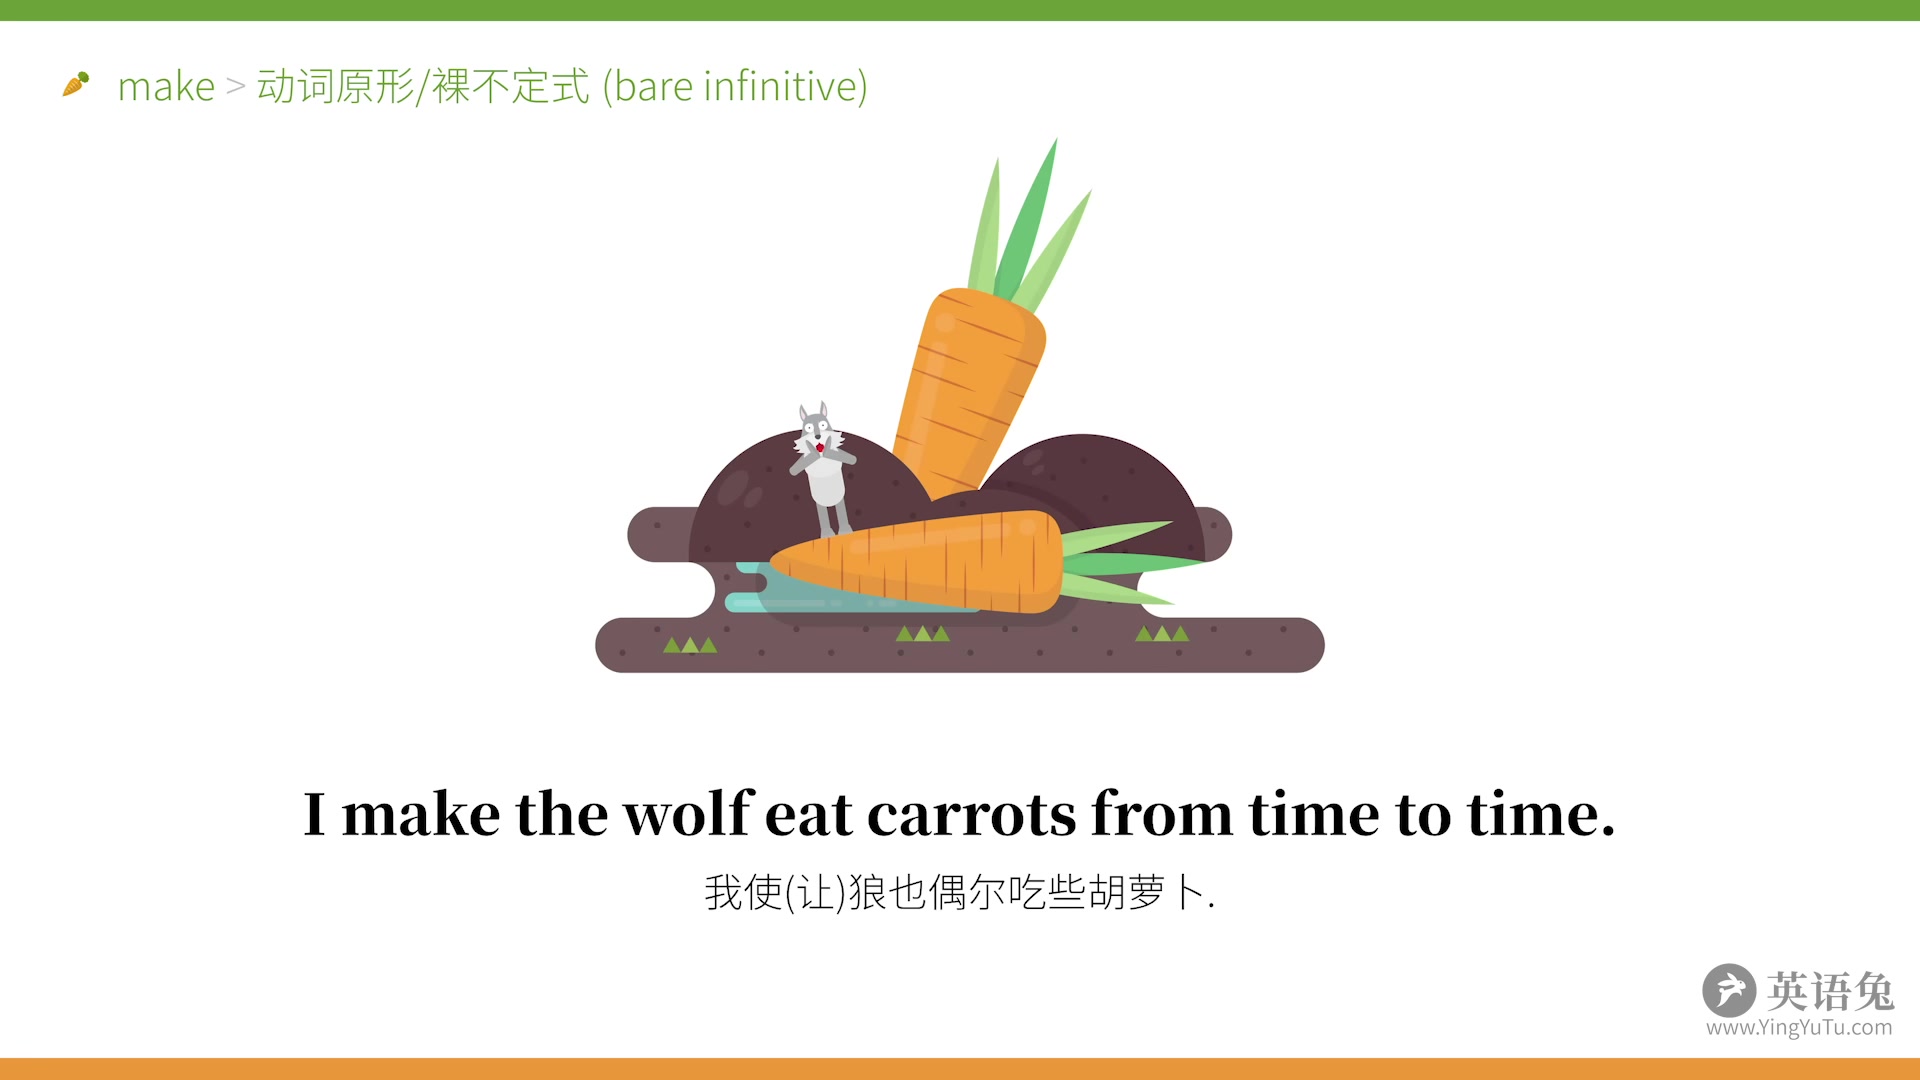 make > 动词原形/裸不定式 (bare infinitive)
I make the wolf eat carrots from time to time.
我使(让)狼也偶尔吃些胡萝卜.
英语兔
www.YingYuTu.com